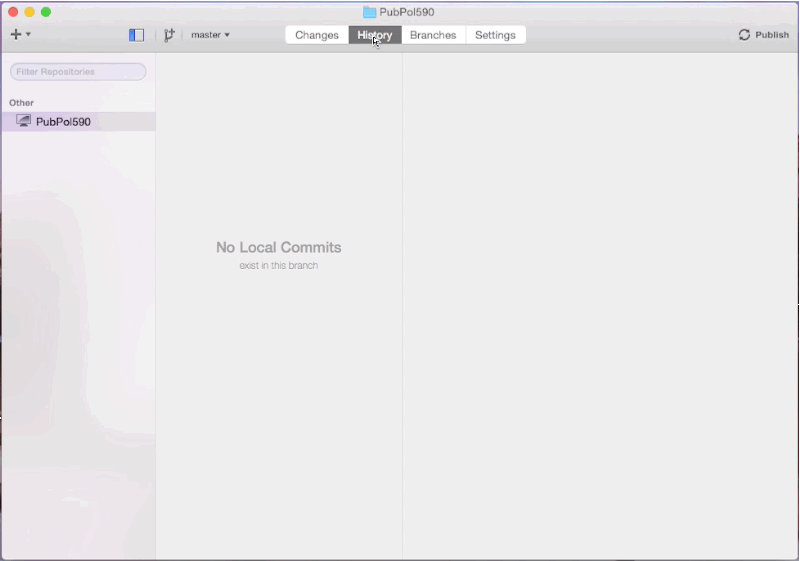 PubPol590
master
Changes
History
Branches
Settings
Publish
Filter Repositories
Other
PubPol590
No Local Commits
exist in this branch